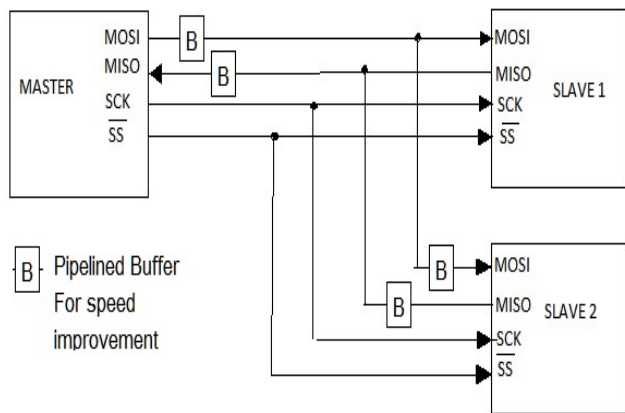 MASTER
MOSI
MISO
SCK
SS
B
B
MOSI
MISO
SCK
SS
SLAVE 1
B
B
MOSI
MISO
SCK
SS
SLAVE 2
B
Pipelined Buffer
For speed
improvement